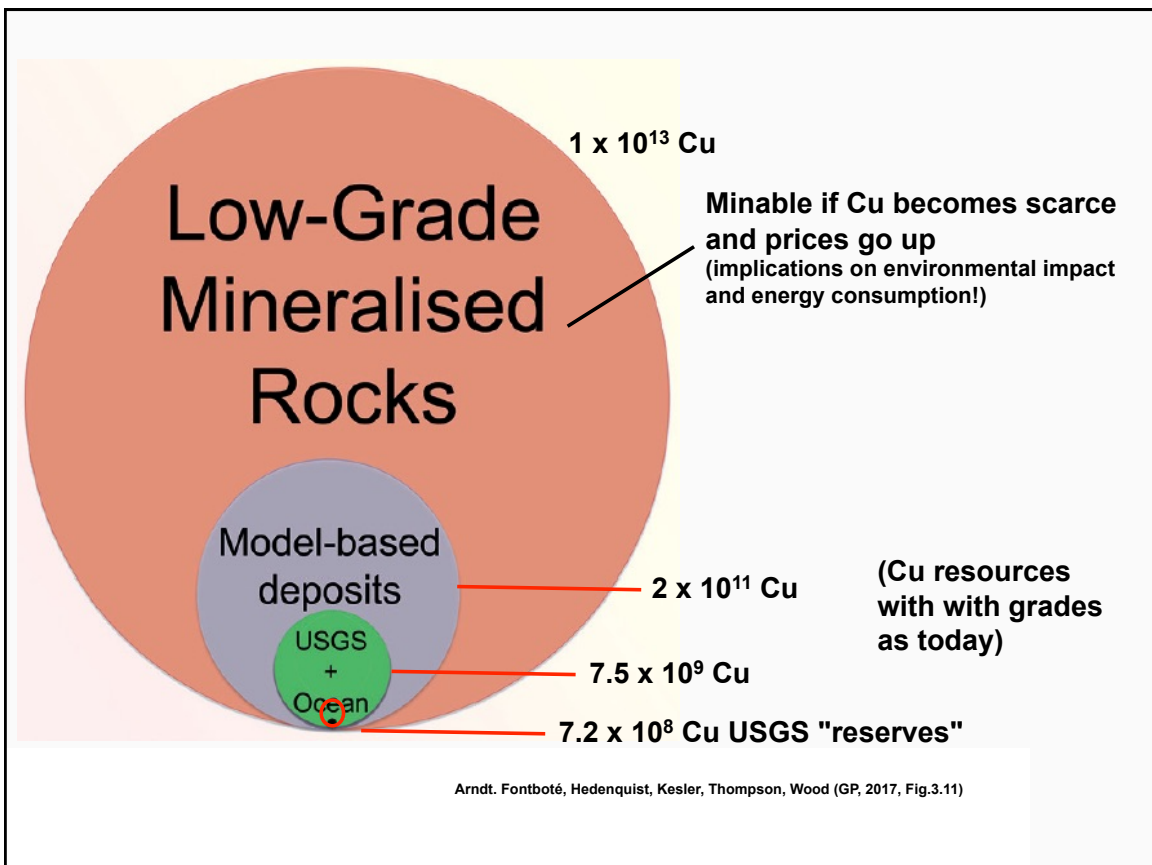 1 x 10¹³ Cu
Low-Grade
Mineralised
Rocks
Minable if Cu becomes scarce
and prices go up
(implications on environmental impact
and energy consumption!)
Model-based
deposits
2 x 10¹¹ Cu
(Cu resources
with with grades
as today)
USGS
+
Ocean
7.5 x 10⁹ Cu
7.2 x 10⁸ Cu USGS "reserves"
Arndt. Fontboté, Hedenquist, Kesler, Thompson, Wood (GP, 2017, Fig.3.11)